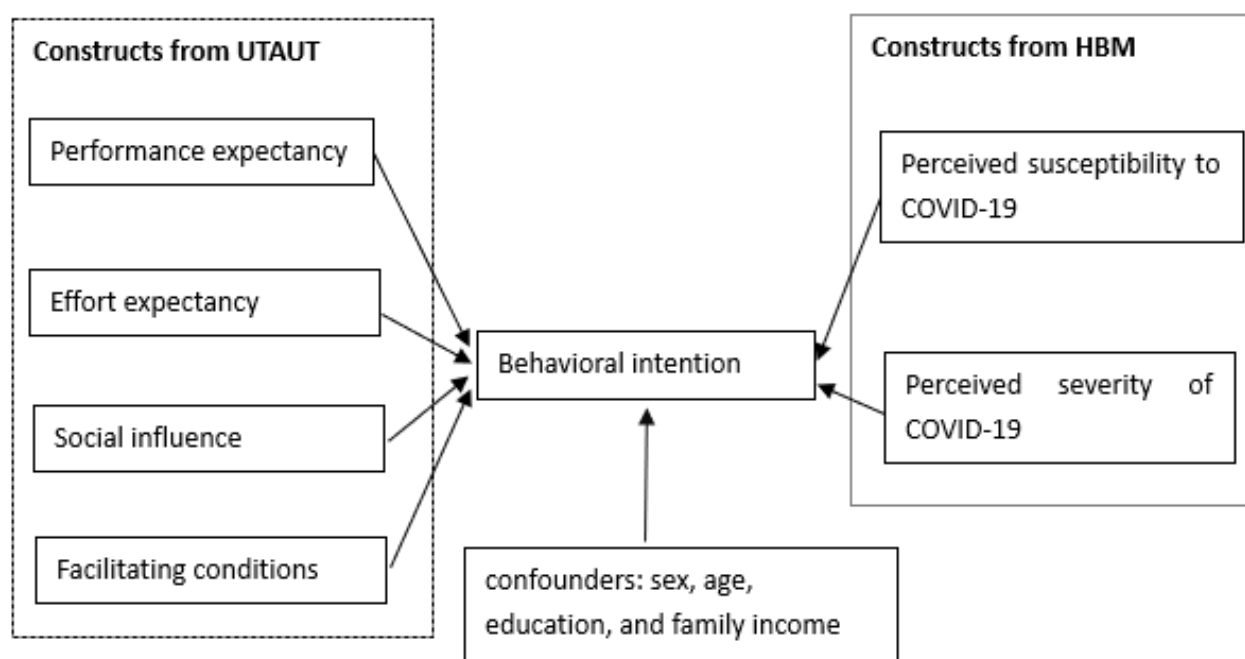 Constructs from UTAUT
Performance expectancy
Effort expectancy
Social influence
Facilitating conditions
Behavioral intention
confounders: sex, age,
education, and family income
Constructs from HBM
Perceived susceptibility to
COVID-19
Perceived severity of
COVID-19